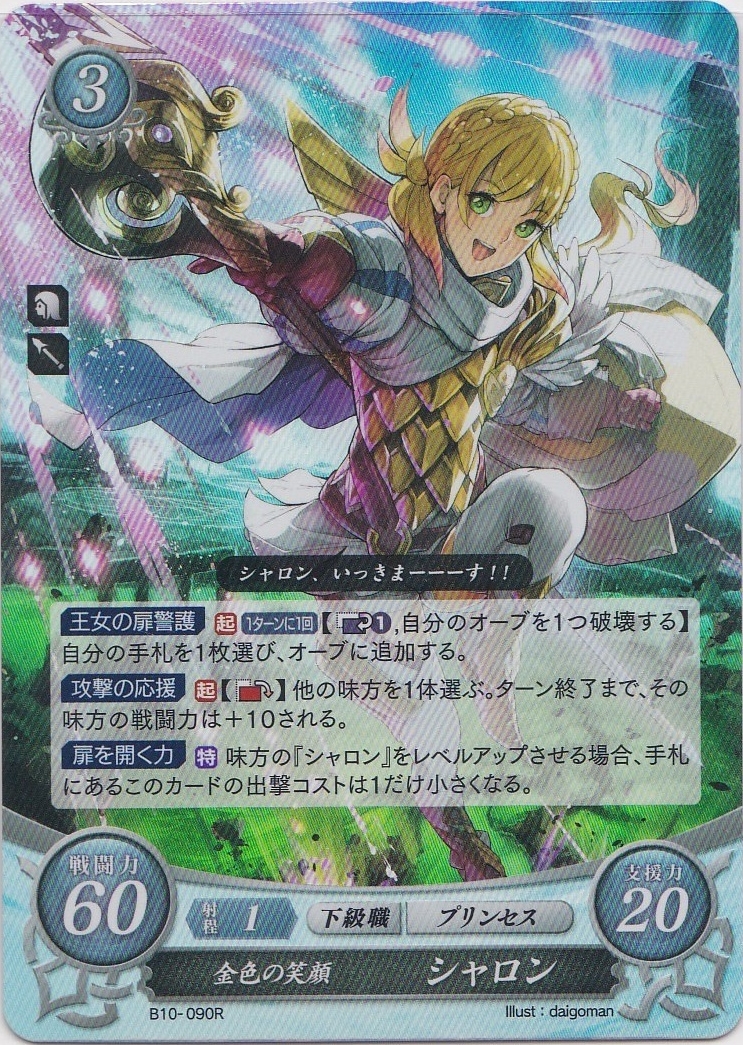 3
シャロン、いっきまーーーす!!
王女の扉警護 起 1ターンに1回 【 1,自分のオーブを1つ破壊する】
自分の手札を1枚選び、オーブに追加する。
攻撃の応援 起 【 】 他の味方を1体選ぶ。ターン終了まで、その
味方の戦闘力は+10される。
扉を開く力 特 味方の『シャロン』をレベルアップさせる場合、手札
にあるこのカードの出撃コストは1だけ小さくなる。
戦闘力
60
射程 1 下級職 プリンセス
支援力
20
金色の笑顔 シャロン
B10-090R Illust : daigoman